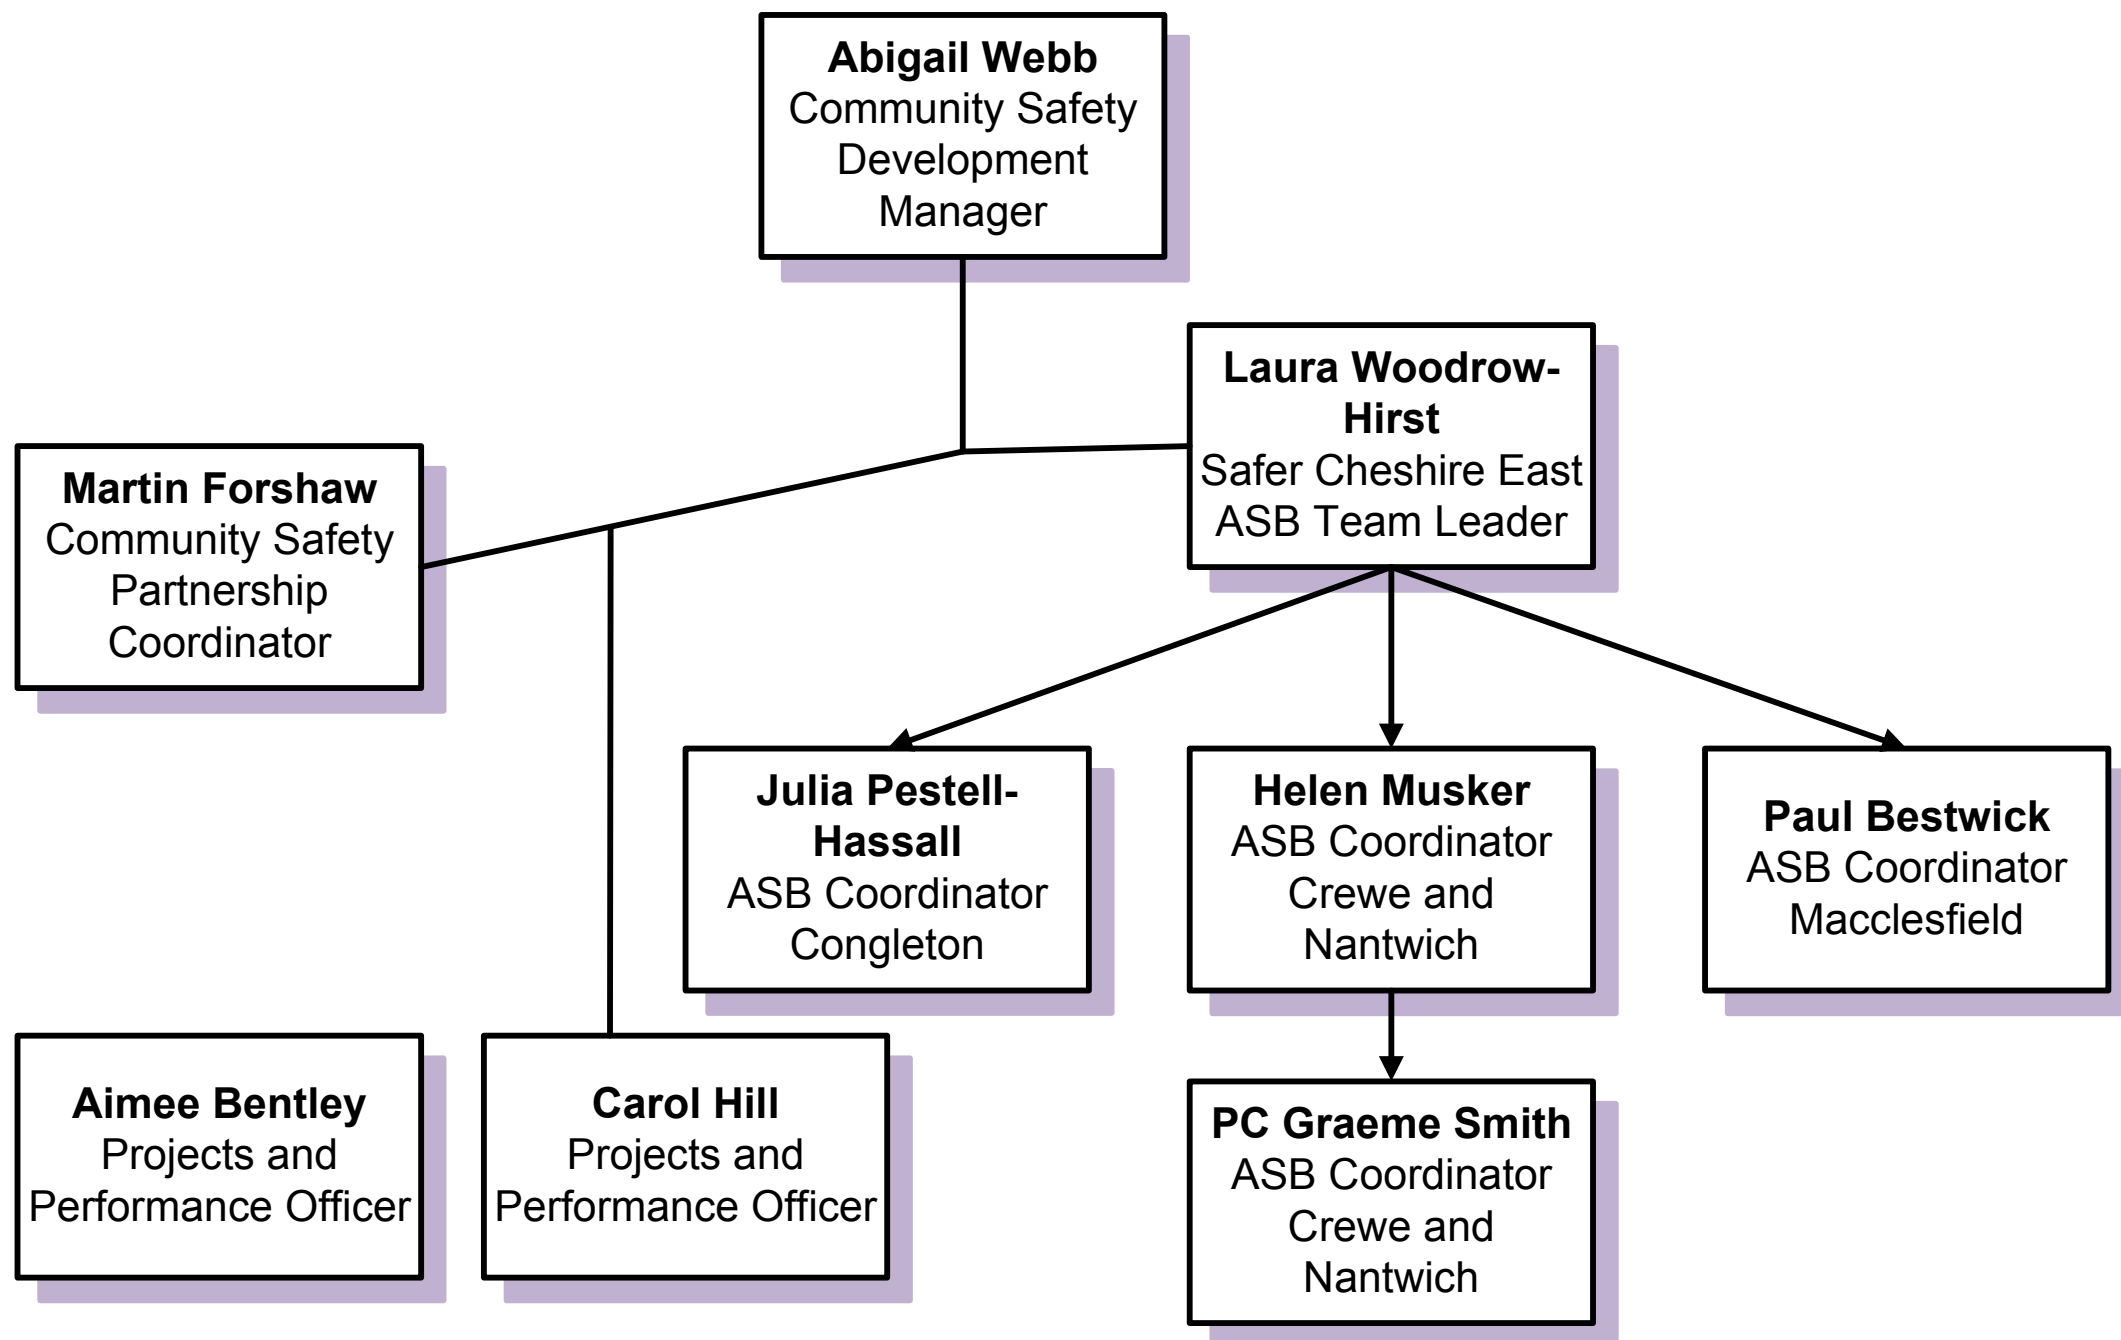 Abigail Webb
Community Safety
Development
Manager
Laura Woodrow-
Hirst
Safer Cheshire East
ASB Team Leader
Martin Forshaw
Community Safety
Partnership
Coordinator
Julia Pestell-
Hassall
ASB Coordinator
Congleton
Helen Musker
ASB Coordinator
Crewe and
Nantwich
Paul Bestwick
ASB Coordinator
Macclesfield
Aimee Bentley
Projects and
Performance Officer
Carol Hill
Projects and
Performance Officer
PC Graeme Smith
ASB Coordinator
Crewe and
Nantwich